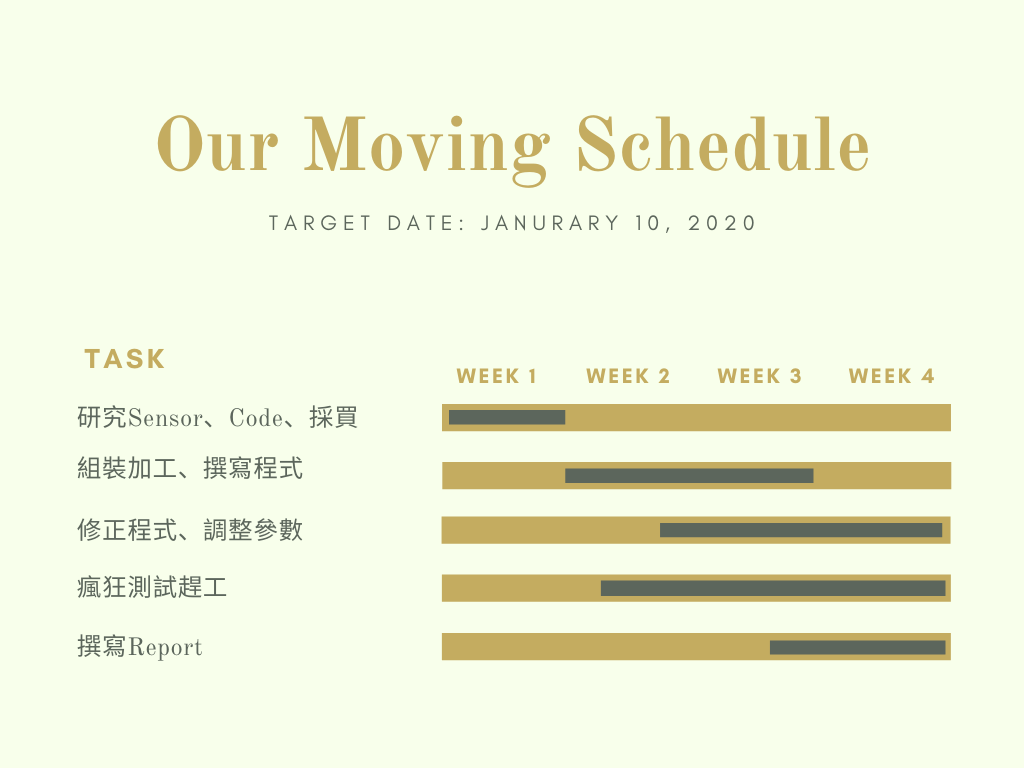 Our Moving Schedule
TARGET DATE: JANURARY 10, 2020
TASK
WEEK 1 WEEK 2 WEEK 3 WEEK 4
研究Sensor、Code、採買
組裝加工、撰寫程式
修正程式、調整參數
瘋狂測試趕工
撰寫Report